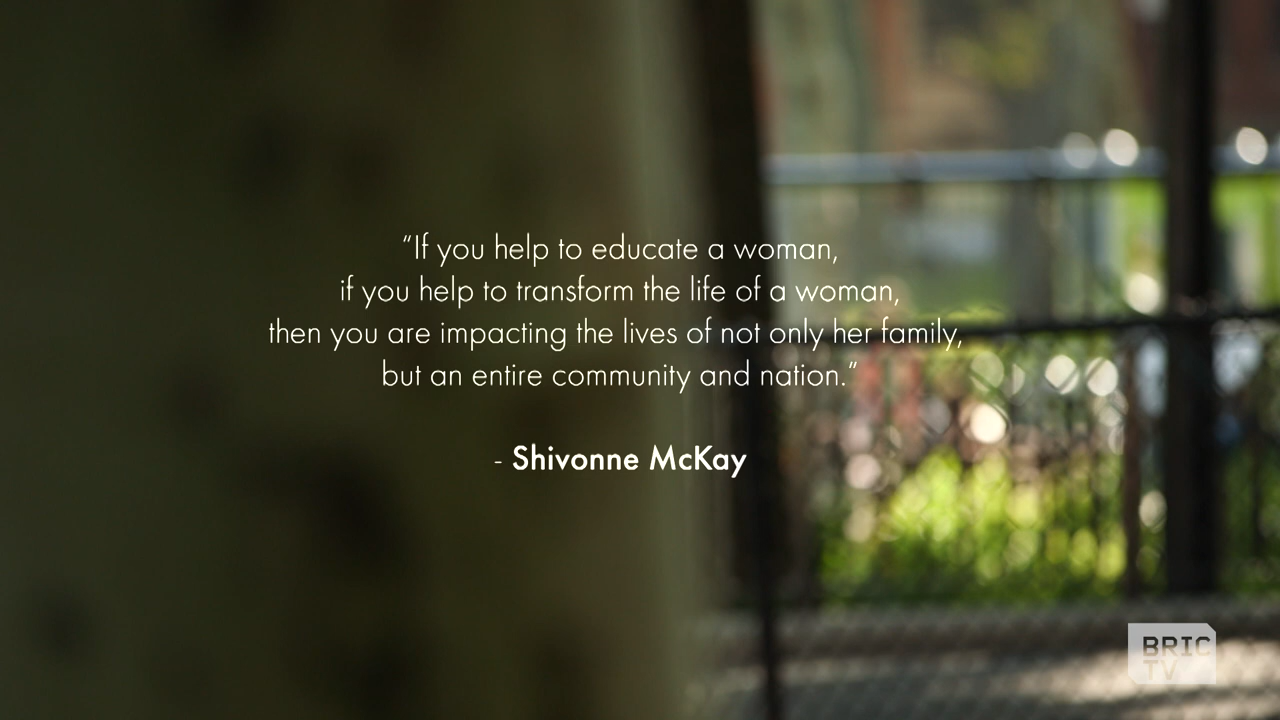 “If you help to educate a woman,
if you help to transform the life of a woman,
then you are impacting the lives of not only her family,
but an entire community and nation.”
- Shivonne McKay
BRIC
TV